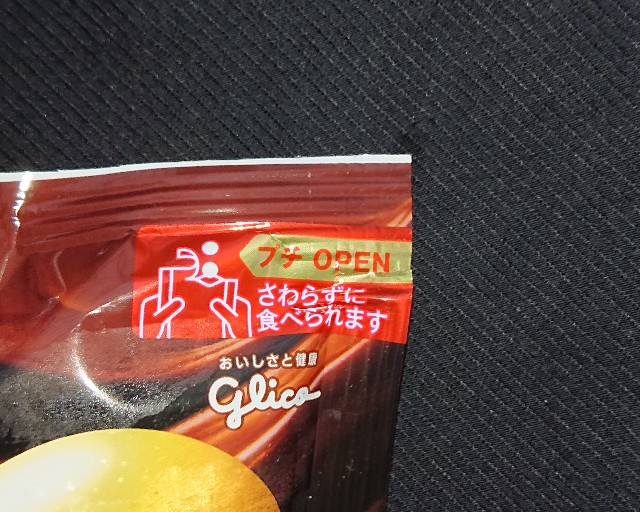 プチ OPEN
さわらずに
食べられます
おいしさと健康
Glico